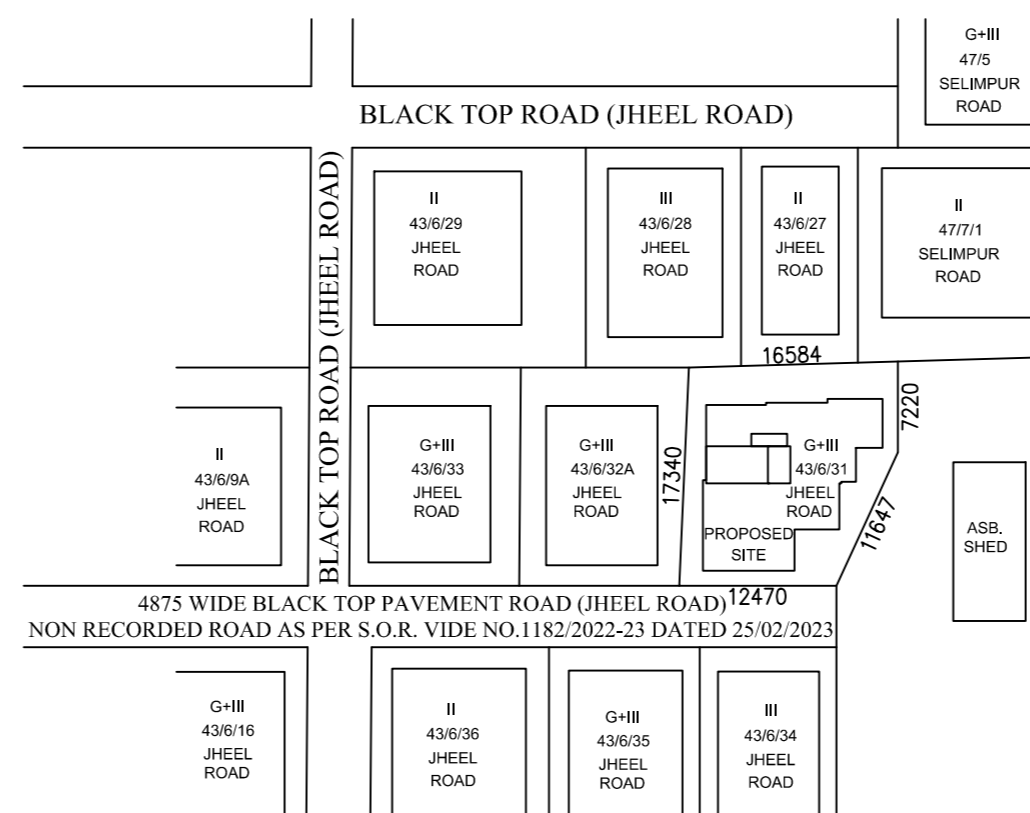 G+III
47/5
SELIMPUR
ROAD
BLACK TOP ROAD (JHEEL ROAD)
BLACK TOP ROAD (JHEEL ROAD)
II
43/6/29
JHEEL
ROAD
III
43/6/28
JHEEL
ROAD
II
43/6/27
JHEEL
ROAD
II
47/7/1
SELIMPUR
ROAD
16584
7220
17340
11647
12470
II
43/6/9A
JHEEL
ROAD
G+III
43/6/33
JHEEL
ROAD
G+III
43/6/32A
JHEEL
ROAD
G+III
43/6/31
JHEEL
ROAD
PROPOSED
SITE
ASB.
SHED
4875 WIDE BLACK TOP PAVEMENT ROAD (JHEEL ROAD)
NON RECORDED ROAD AS PER S.O.R. VIDE NO.1182/2022-23 DATED 25/02/2023
G+III
43/6/16
JHEEL
ROAD
II
43/6/36
JHEEL
ROAD
G+III
43/6/35
JHEEL
ROAD
III
43/6/34
JHEEL
ROAD